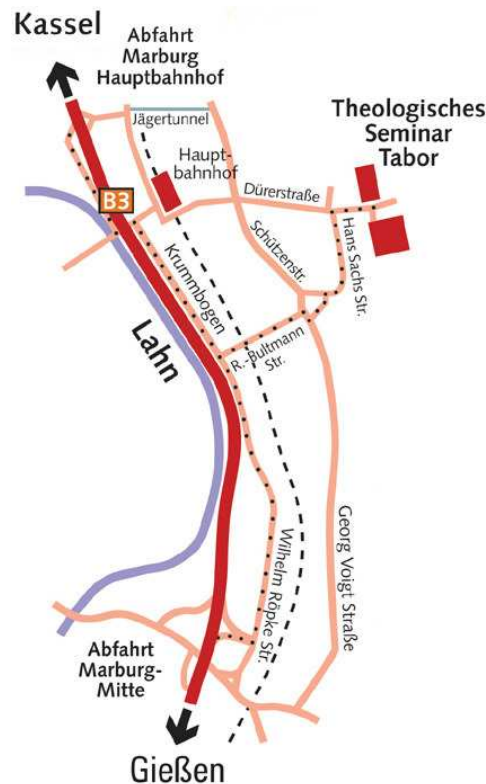 Kassel
Abfahrt
Marburg
Hauptbahnhof
Jägertunnel
Haupt-
bahnhof
Theologisches
Seminar
Tabor
Dürerstraße
B3
Schützenstr.
Hans Sachs Str.
Krummbogen
Lahn
R.-Bultmann
Str.
Georg Voigt Straße
Wilhelm Röpke Str.
Abfahrt
Marburg-
Mitte
Gießen